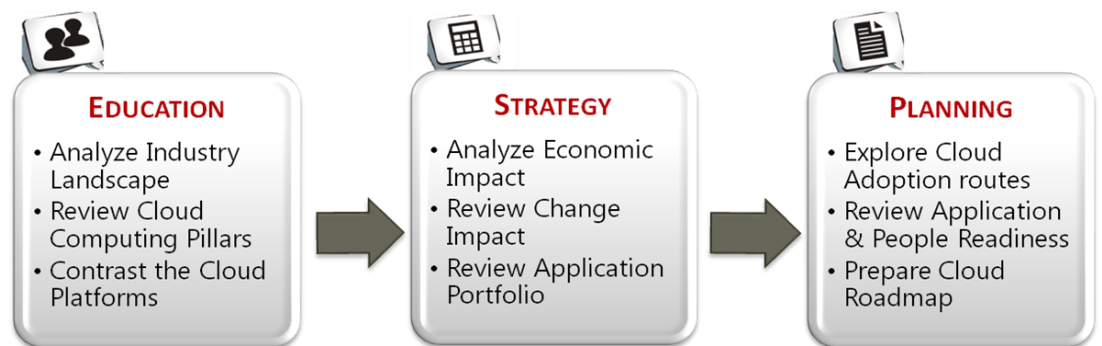 EDUCATION
• Analyze Industry
Landscape
• Review Cloud
Computing Pillars
• Contrast the Cloud
Platforms
STRATEGY
• Analyze Economic
Impact
• Review Change
Impact
• Review Application
Portfolio
PLANNING
• Explore Cloud
Adoption routes
• Review Application
& People Readiness
• Prepare Cloud
Roadmap